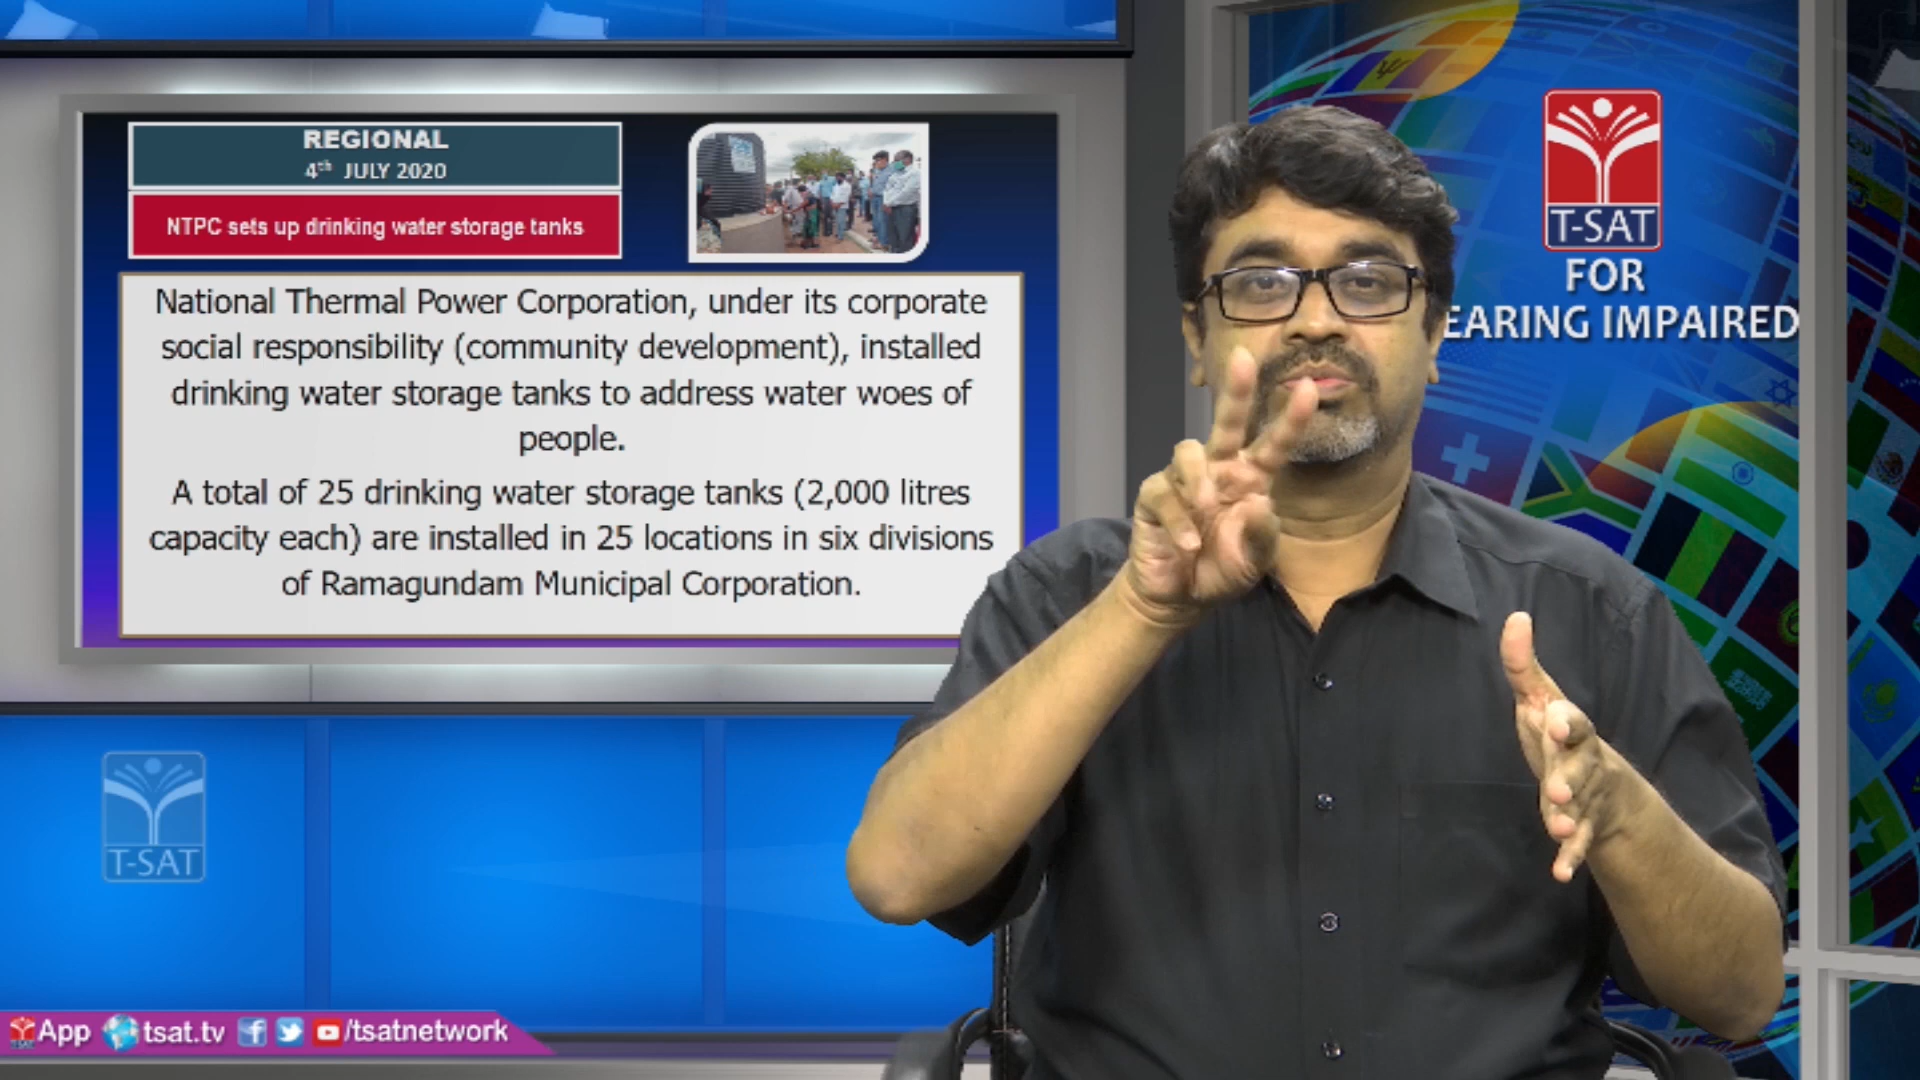 REGIONAL
4th JULY 2020
NTPC sets up drinking water storage tanks
National Thermal Power Corporation, under its corporate
social responsibility (community development), installed
drinking water storage tanks to address water woes of
people.
A total of 25 drinking water storage tanks (2,000 litres
capacity each) are installed in 25 locations in six divisions
of Ramagundam Municipal Corporation.
T-SAT
FOR
EARING IMPAIRED
T-SAT
App tsat.tv /tsatnetwork